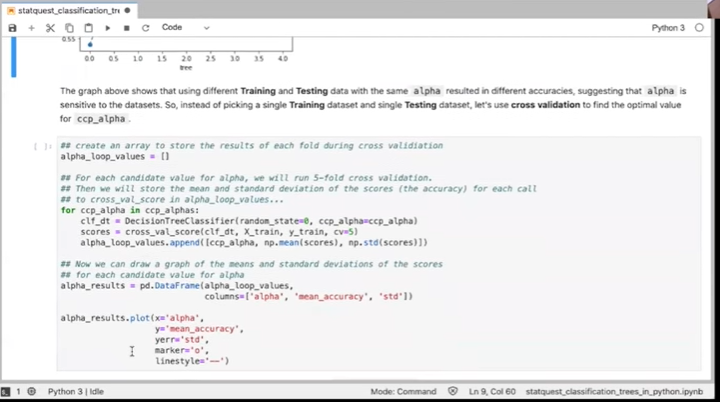 statquest_classification_tre
Code
Python 3
0.55
0.0 0.5 1.0 1.5 2.0 2.5 3.0 3.5 4.0
tree
The graph above shows that using different Training and Testing data with the same alpha resulted in different accuracies, suggesting that alpha is
sensitive to the datasets. So, instead of picking a single Training dataset and single Testing dataset, let's use cross validation to find the optimal value
for ccp_alpha.
[ ]:
## create an array to store the results of each fold during cross validiation
alpha_loop_values = []
## For each candidate value for alpha, we will run 5-fold cross validation.
## Then we will store the mean and standard deviation of the scores (the accuracy) for each call
## to cross_val_score in alpha_loop_values...
for ccp_alpha in ccp_alphas:
clf_dt = DecisionTreeClassifier(random_state=0, ccp_alpha=ccp_alpha)
scores = cross_val_score(clf_dt, X_train, y_train, cv=5)
alpha_loop_values.append([ccp_alpha, np.mean(scores), np.std(scores)])
## Now we can draw a graph of the means and standard deviations of the scores
## for each candidate value for alpha
alpha_results = pd.DataFrame(alpha_loop_values,
columns=['alpha', 'mean_accuracy', 'std'])
alpha_results.plot(x='alpha',
y='mean_accuracy',
yerr='std',
marker='o',
linestyle='--')
1 Python 3 | Idle
Mode: Command Ln 9, Col 60 statquest_classification_trees_in_python.ipynb